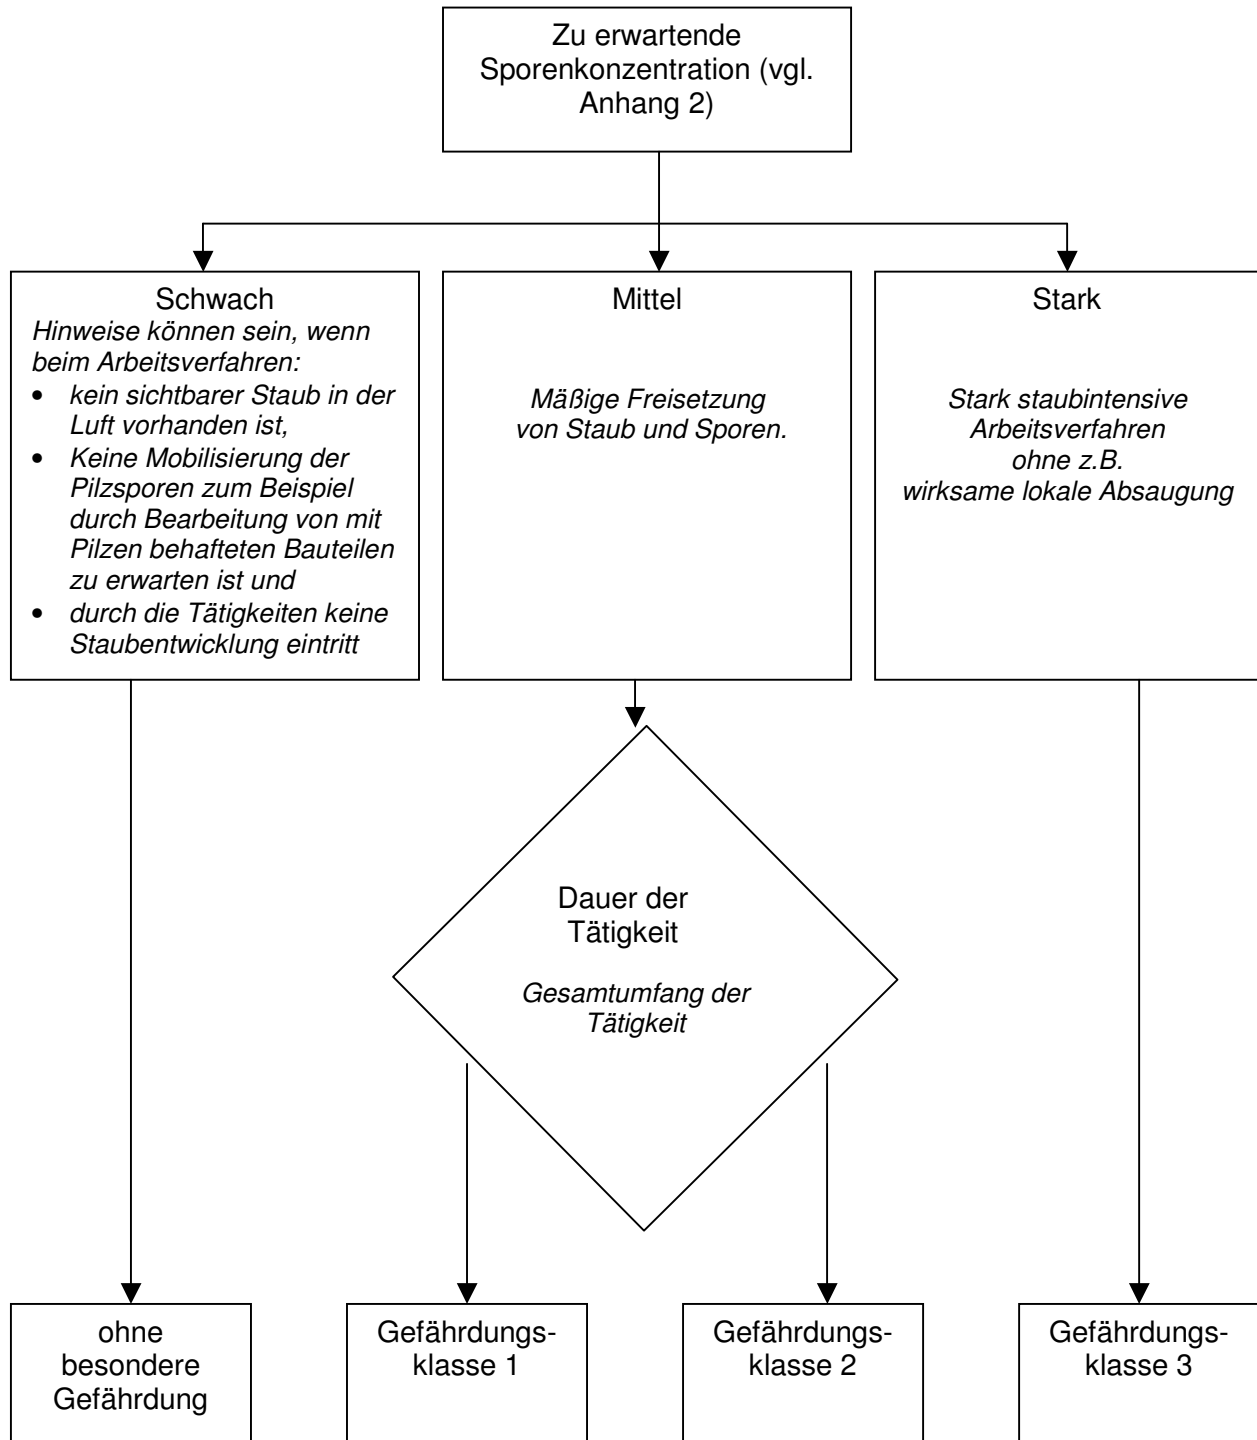 Zu erwartende
Sporenkonzentration (vgl.
Anhang 2)
Schwach
Hinweise können sein, wenn
beim Arbeitsverfahren:
• kein sichtbarer Staub in der
Luft vorhanden ist,
• Keine Mobilisierung der
Pilzsporen zum Beispiel
durch Bearbeitung von mit
Pilzen behafteten Bauteilen
zu erwarten ist und
• durch die Tätigkeiten keine
Staubentwicklung eintritt
Mittel
Mäßige Freisetzung
von Staub und Sporen.
Stark
Stark staubintensive
Arbeitsverfahren
ohne z.B.
wirksame lokale Absaugung
Dauer der
Tätigkeit
Gesamtumfang der
Tätigkeit
ohne
besondere
Gefährdung
Gefährdungs-
klasse 1
Gefährdungs-
klasse 2
Gefährdungs-
klasse 3